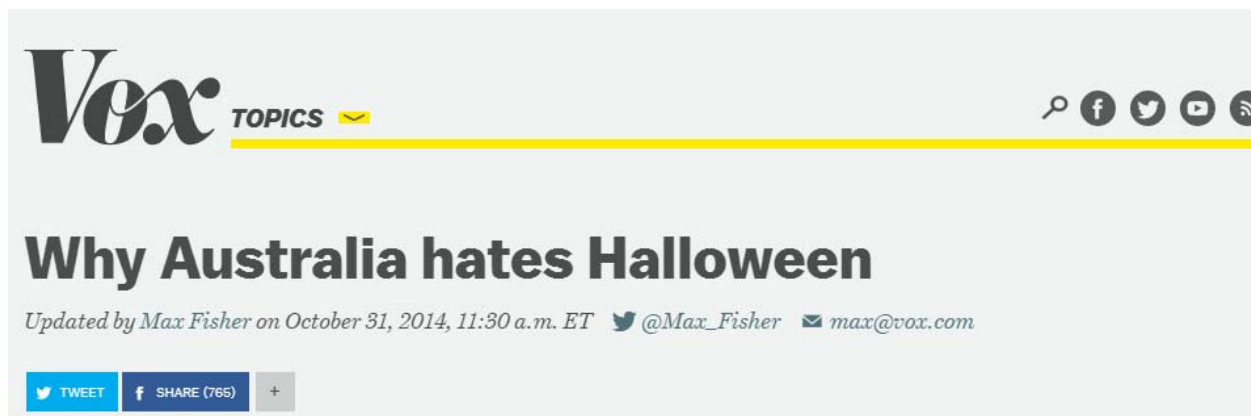 Vox TOPICS
Why Australia hates Halloween
Updated by Max Fisher on October 31, 2014, 11:30 a.m. ET @Max_Fisher max@vox.com
TWEET f SHARE (765) +